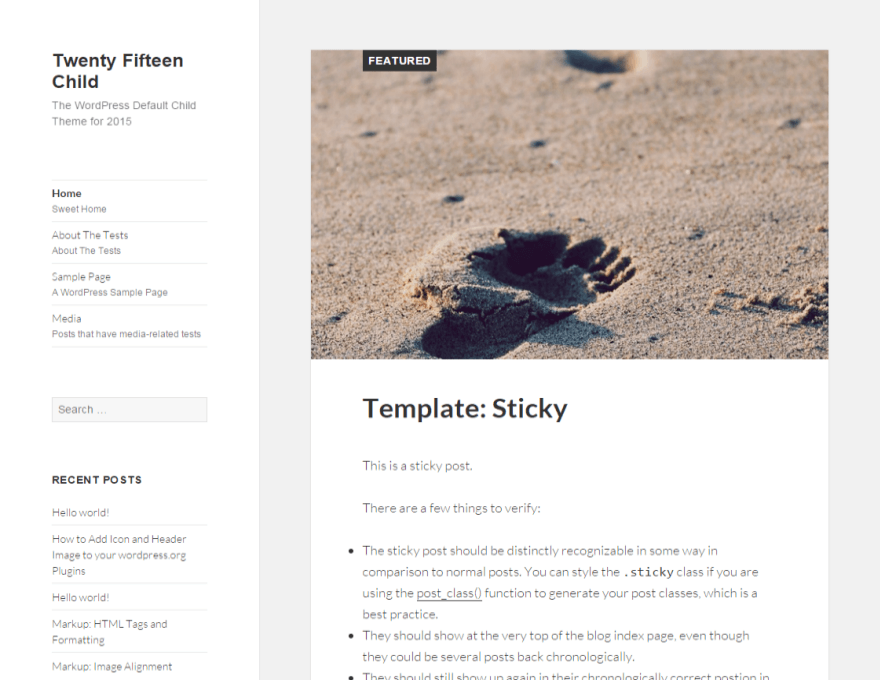 Twenty Fifteen
Child
The WordPress Default Child
Theme for 2015
Home
Sweet Home
About The Tests
About The Tests
Sample Page
A WordPress Sample Page
Media
Posts that have media-related tests
Search …
RECENT POSTS
Hello world!
How to Add Icon and Header
Image to your wordpress.org
Plugins
Hello world!
Markup: HTML Tags and
Formatting
Markup: Image Alignment
FEATURED
Template: Sticky
This is a sticky post.
There are a few things to verify:
• The sticky post should be distinctly recognizable in some way in
comparison to normal posts. You can style the .sticky class if you are
using the post_class() function to generate your post classes, which is a
best practice.
• They should show at the very top of the blog index page, even though
they could be several posts back chronologically.
• They should still show up again in their chronologically correct postion in